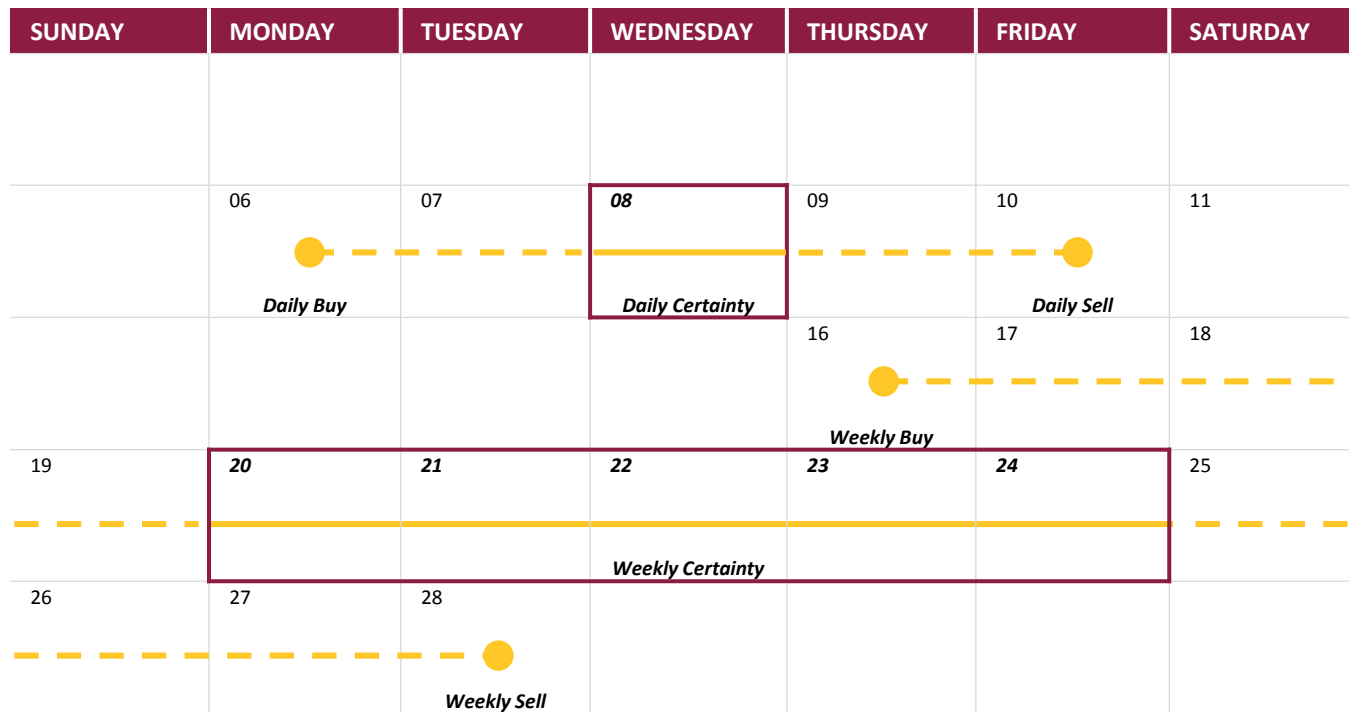 SUNDAY MONDAY TUESDAY WEDNESDAY THURSDAY FRIDAY SATURDAY
06 07 08 09 10 11
Daily Buy Daily Certainty Daily Sell
16 17 18
Weekly Buy
19 20 21 22 23 24 25
Weekly Certainty
26 27 28
Weekly Sell